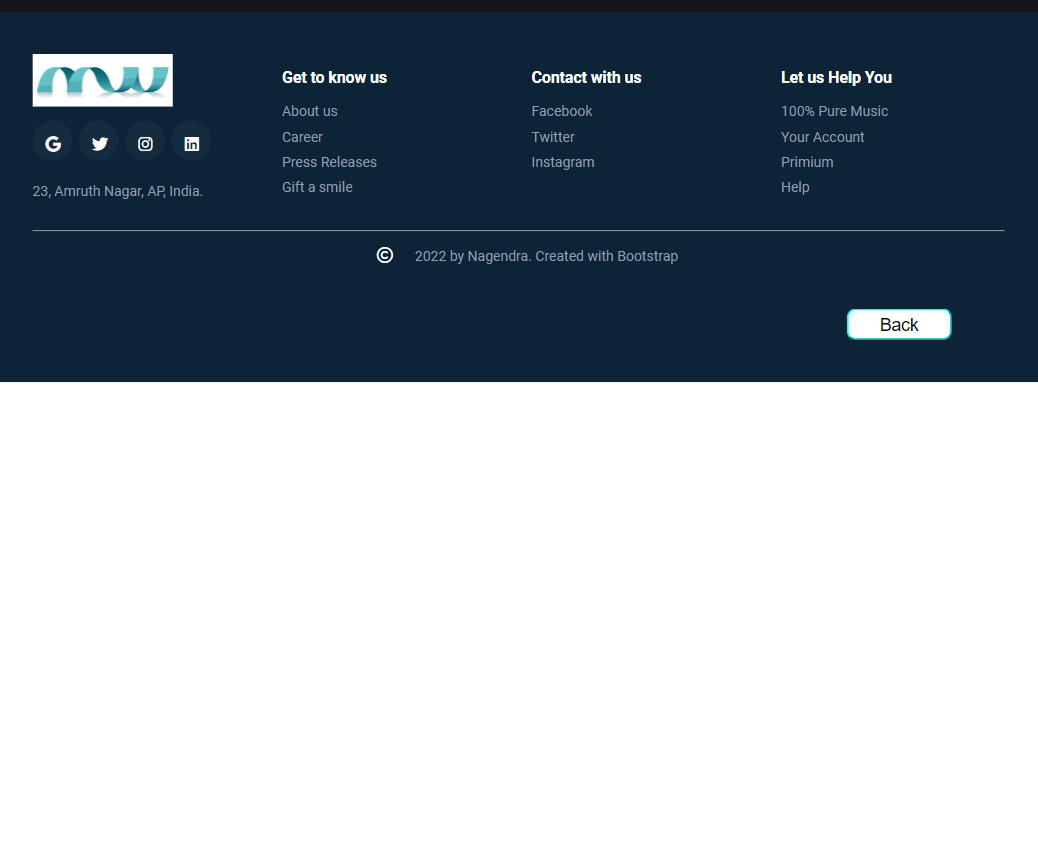 mw
Get to know us
About us
Career
Press Releases
Gift a smile
Contact with us
Facebook
Twitter
Instagram
Let us Help You
100% Pure Music
Your Account
Primium
Help
23, Amruth Nagar, AP, India.
© 2022 by Nagendra. Created with Bootstrap
Back